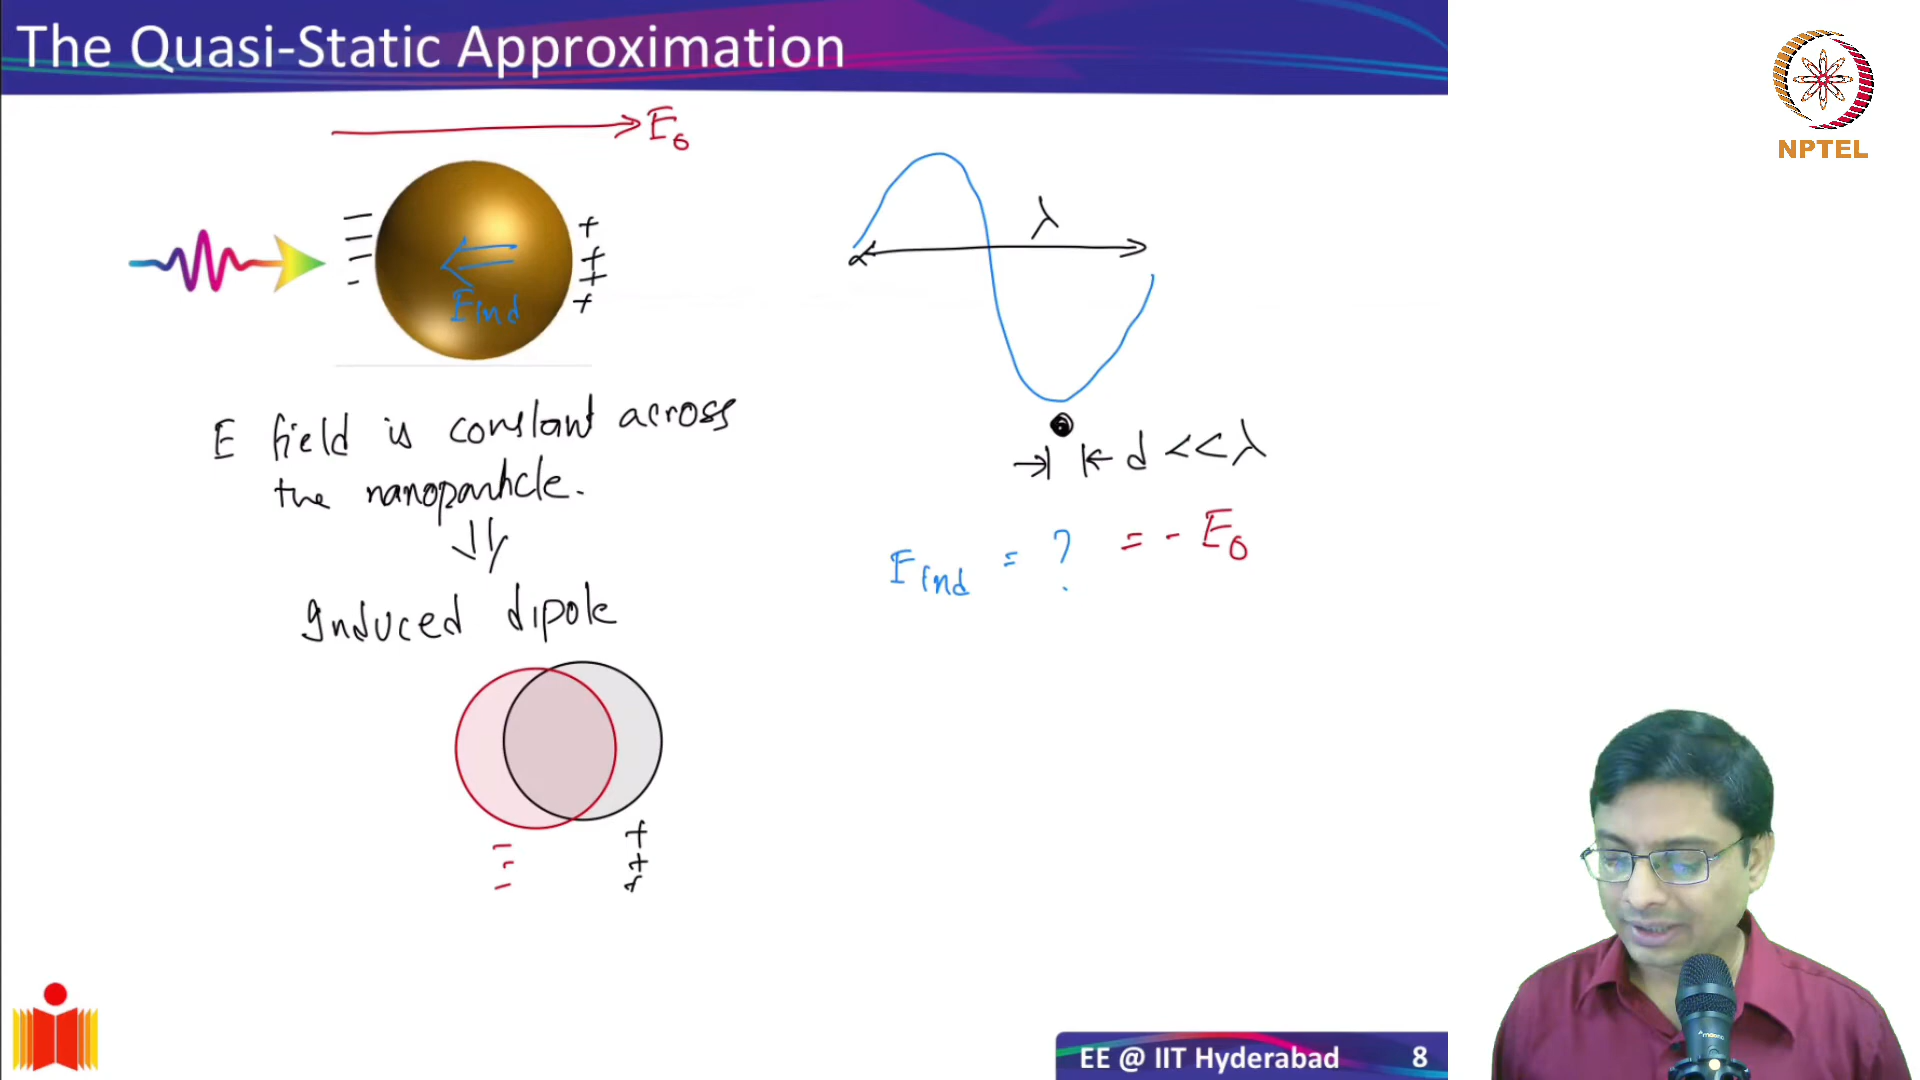 The Quasi-Static Approximation
NPTEL
E₀
λ
Eind
E field is constant across
the nanoparticle.
d << λ
Eind = ? = - E₀
Induced dipole
EE @ IIT Hyderabad 8